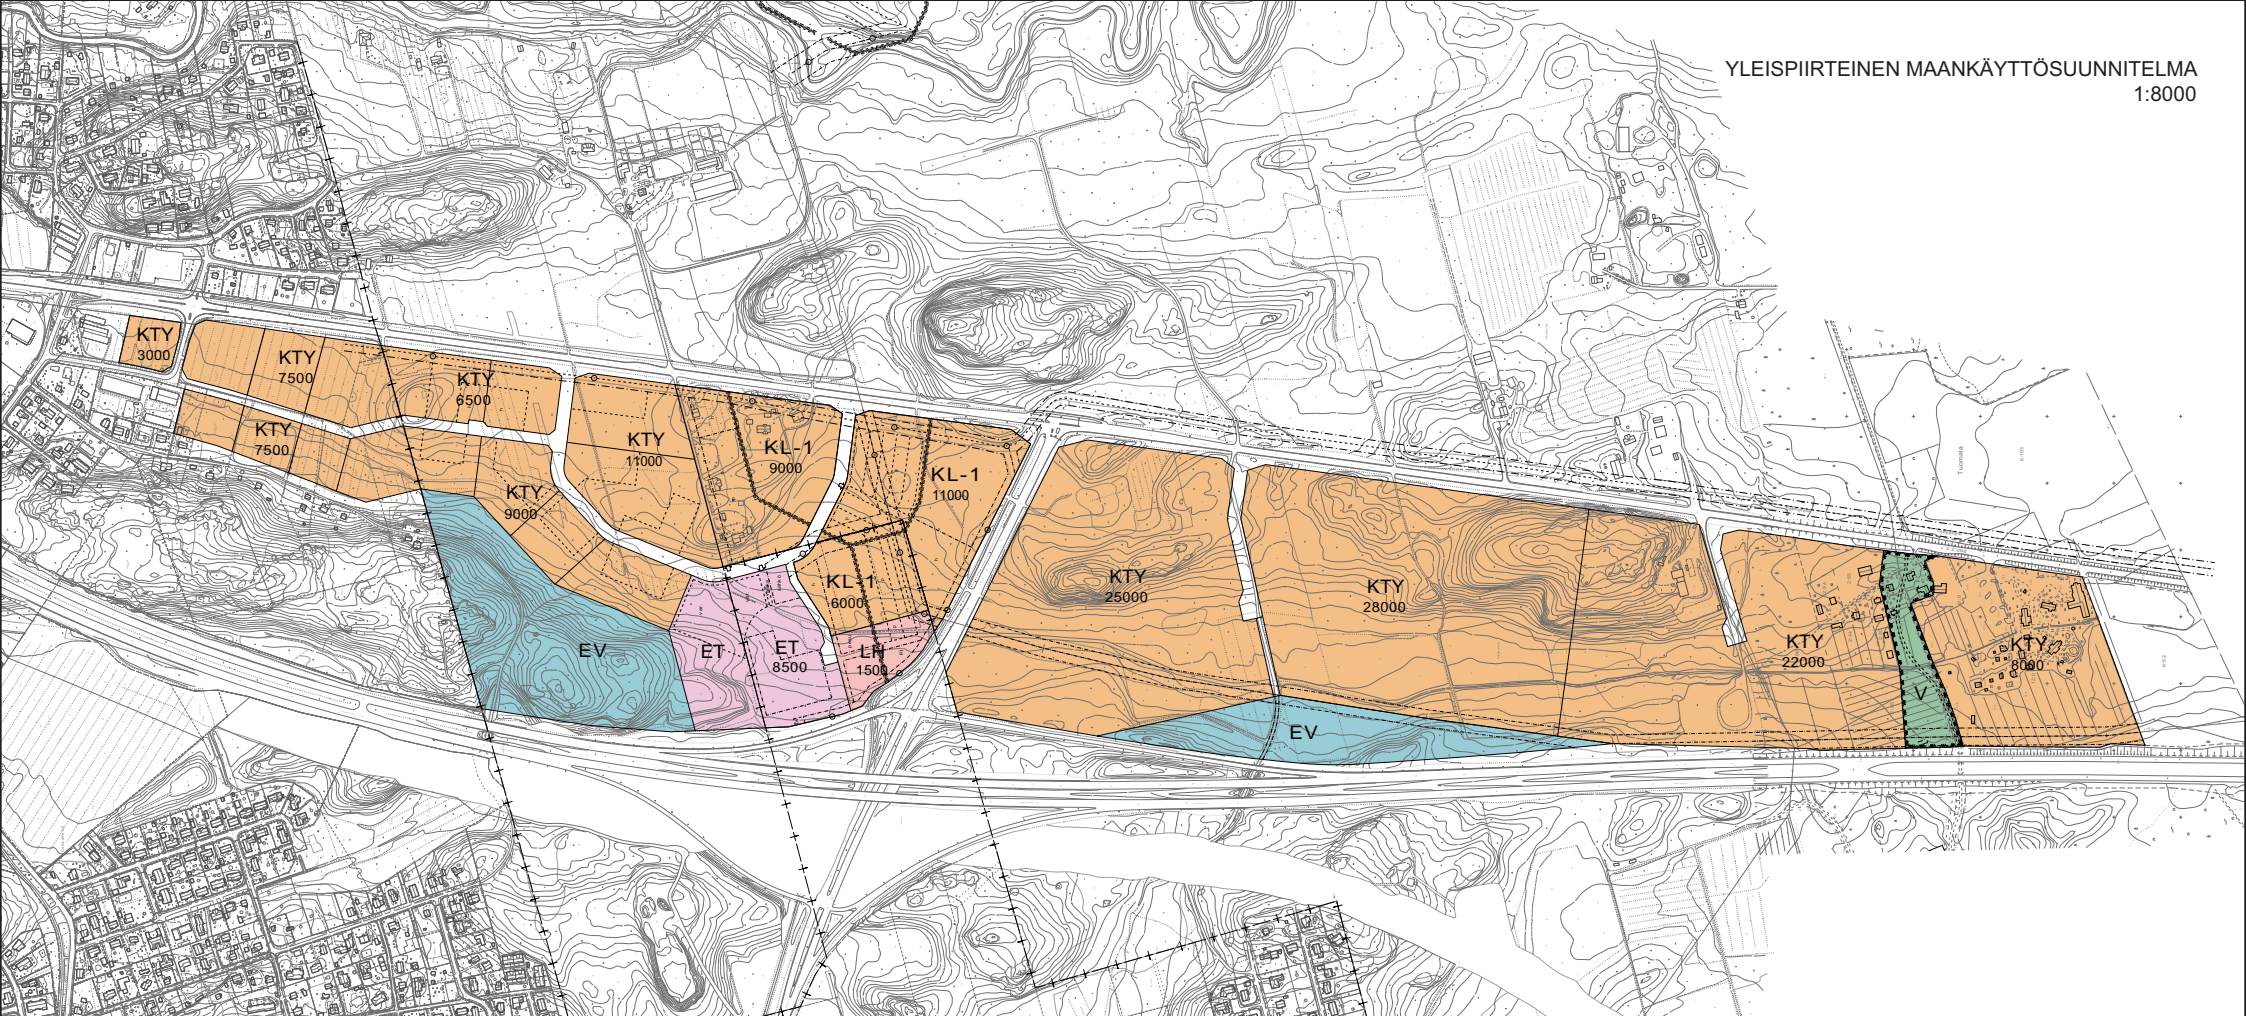 YLEISPIIRTEINEN MAANKÄYTTÖSUUNNITELMA
1:8000
KTY
3000
KTY
7500
KTY
6500
KTY
7500
KTY
11000
KL-1
9000
KL-1
11000
KTY
9000
KL-1
6000
KTY
25000
KTY
28000
KTY
22000
KTY
8000
EV
ET
ET
8500
LH
1500
V
EV
Tuomala